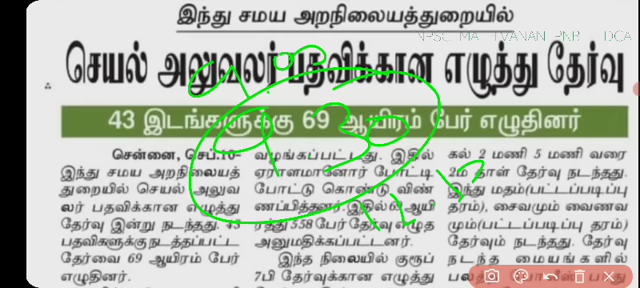 இந்து சமய அறநிலையத்துறையில்
செயல் அலுவலர் பதவிக்கான எழுத்து தேர்வு
43 இடங்களுக்கு 69 ஆயிரம் பேர் எழுதினர்
சென்னை, செப்.10-
இந்து சமய அறநிலையத்
துறையில் செயல் அலுவ
லர் பதவிக்கான எழுத்து
தேர்வு இன்று நடந்தது. 43
பதவிகளுக்கு நடத்தப்பட்ட
தேர்வை 69 ஆயிரம் பேர்
எழுதினர்.
வழங்கப்பட்டது. இதில்
ஏராளமானோர் போட்டி
போட்டு கொண்டு விண்
ணப்பித்தனர். இதில் 69 ஆயி
ரத்து 558 பேர் தேர்வு எழுத
அனுமதிக்கப்பட்டனர்.
இந்த நிலையில் குரூப்
7பி தேர்வுக்கான எழுத்து
கல் 2 மணி 5 மணி வரை
தாள் தேர்வு நடந்தது.
இந்து மதம்(பட்டப்படிப்பு
தரம்), சைவமும் வைணவ
மும்(பட்டப்படிப்பு தரம்)
தேர்வும் நடந்தது. தேர்வு
நடந்த மையங்களில்
9 30